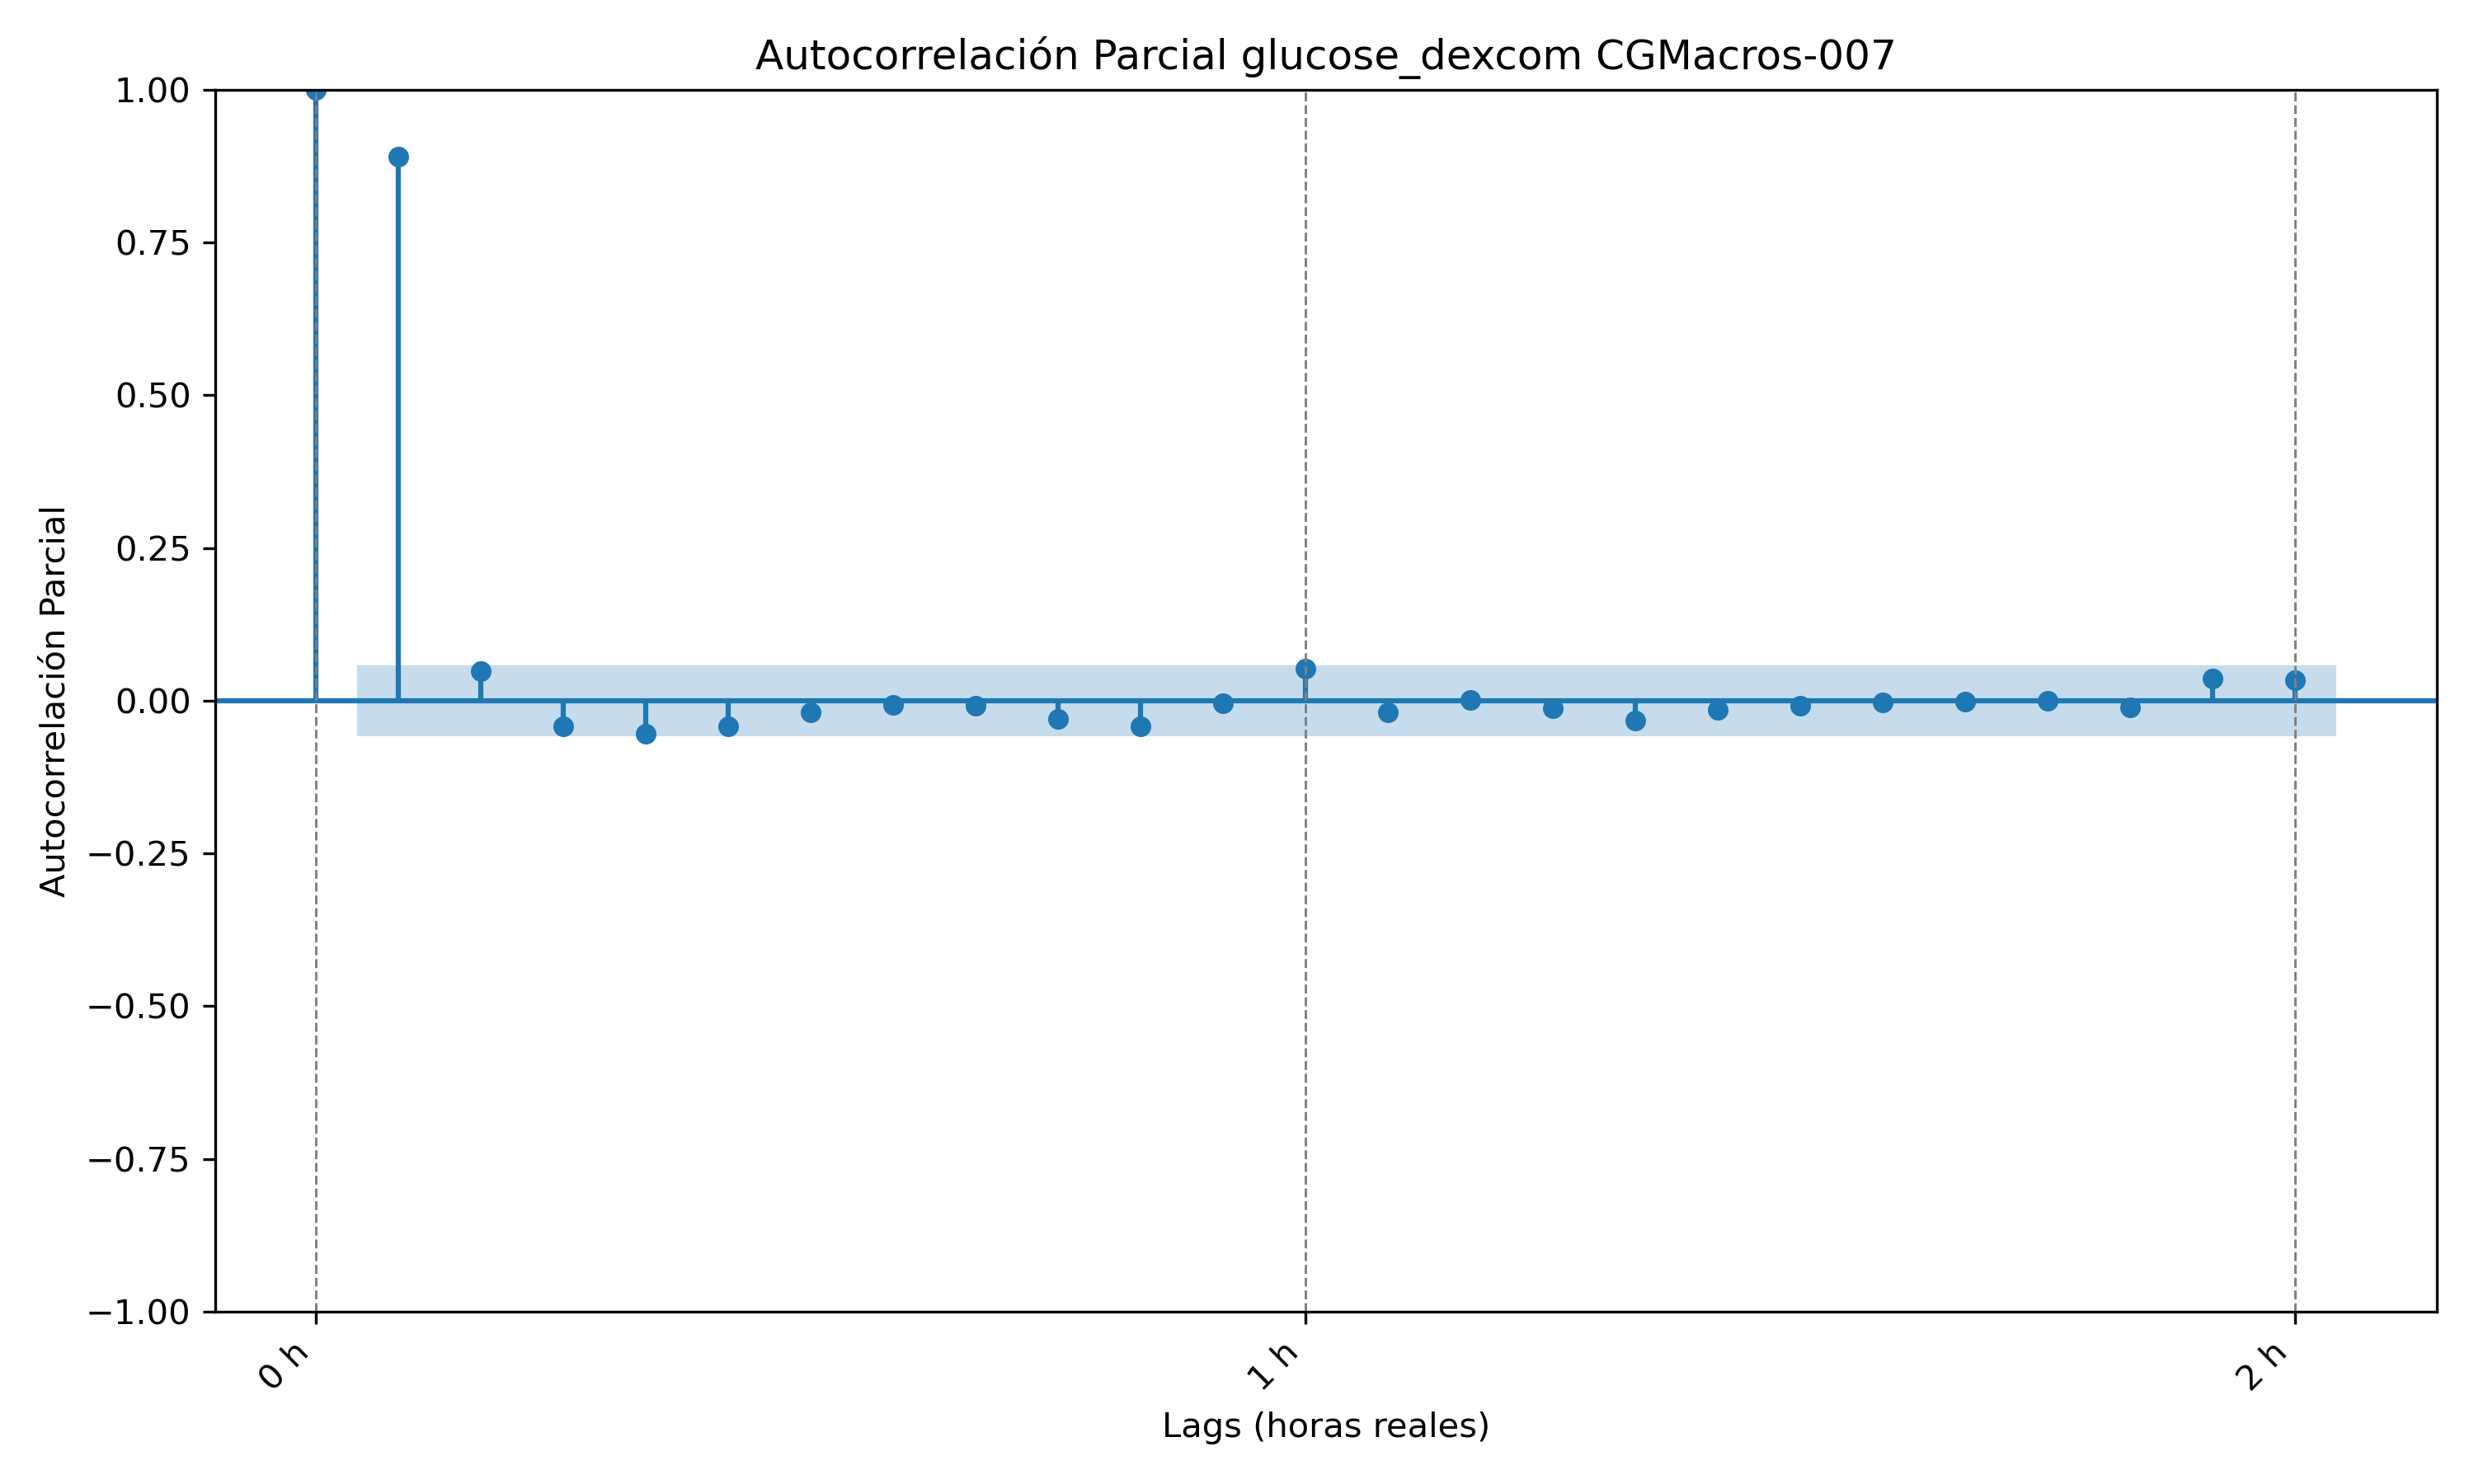 Autocorrelación Parcial glucose_dexcom CGMacros-007
1.00
0.75
0.50
0.25
0.00
−0.25
−0.50
−0.75
−1.00
Autocorrelación Parcial
0 h
1 h
2 h
Lags (horas reales)